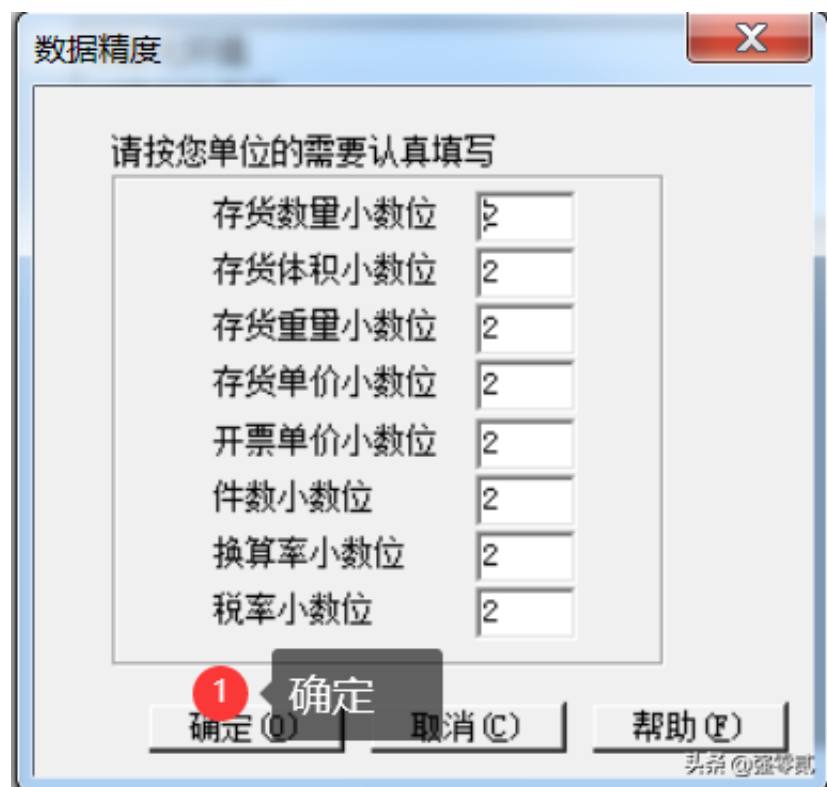 数据精度
请按您单位的需要认真填写
存货数量小数位 2
存货体积小数位 2
存货重量小数位 2
存货单价小数位 2
开票单价小数位 2
件数小数位 2
换算率小数位 2
税率小数位 2
1 确定
确定(O) 取消(C) 帮助(F)
头条 @强零贰